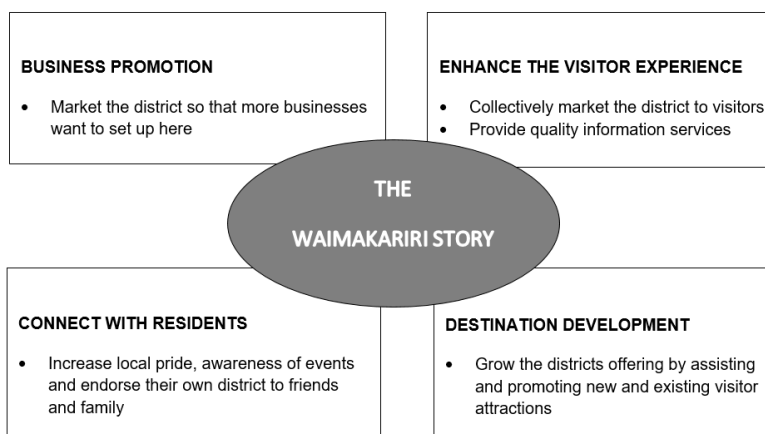 BUSINESS PROMOTION
• Market the district so that more businesses
want to set up here
ENHANCE THE VISITOR EXPERIENCE
• Collectively market the district to visitors
• Provide quality information services
THE
WAIMAKARIRI STORY
CONNECT WITH RESIDENTS
• Increase local pride, awareness of events
and endorse their own district to friends
and family
DESTINATION DEVELOPMENT
• Grow the districts offering by assisting
and promoting new and existing visitor
attractions